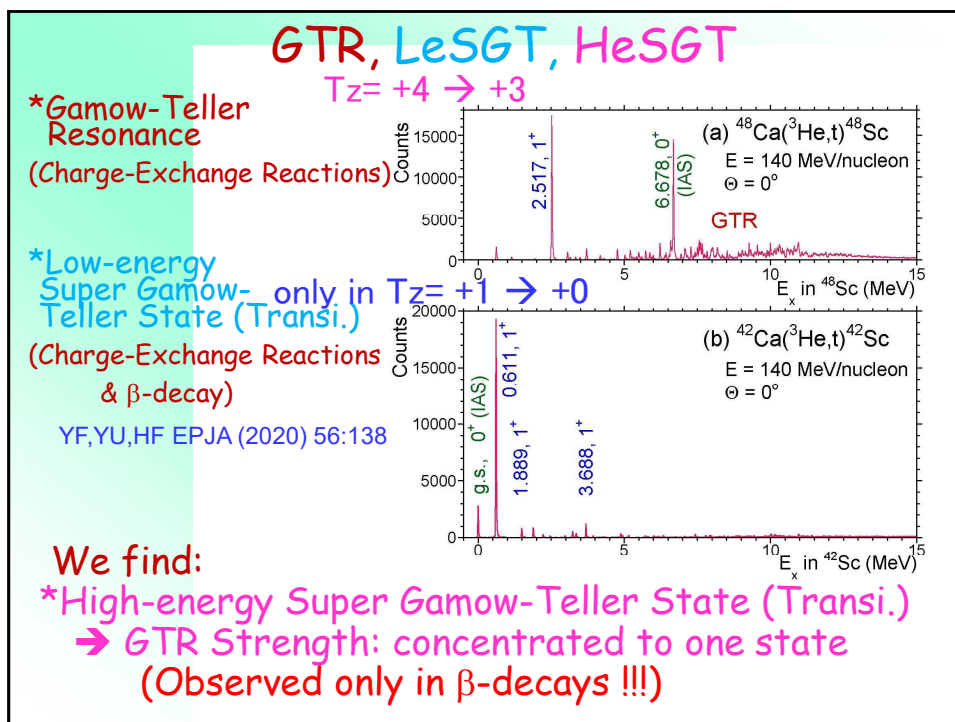 GTR, LeSGT, HeSGT
Tz= +4 → +3
*Gamow-Teller
Resonance
(Charge-Exchange Reactions)
*Low-energy
Super Gamow-
Teller State (Transi.)
only in Tz= +1 → +0
(Charge-Exchange Reactions
& β-decay)
YF,YU,HF EPJA (2020) 56:138
Counts
15000
10000
5000
0
2.517, 1⁺
6.678, 0⁺
(IAS)
GTR
(a) ⁴⁸Ca(³He,t)⁴⁸Sc
E = 140 MeV/nucleon
Θ = 0°
0 5 10 15
Eₓ in ⁴⁸Sc (MeV)
Counts
20000
15000
10000
5000
0
g.s., 0⁺ (IAS)
0.611, 1⁺
1.889, 1⁺
3.688, 1⁺
(b) ⁴²Ca(³He,t)⁴²Sc
E = 140 MeV/nucleon
Θ = 0°
0 5 10 15
Eₓ in ⁴²Sc (MeV)
We find:
*High-energy Super Gamow-Teller State (Transi.)
➔ GTR Strength: concentrated to one state
(Observed only in β-decays !!!)